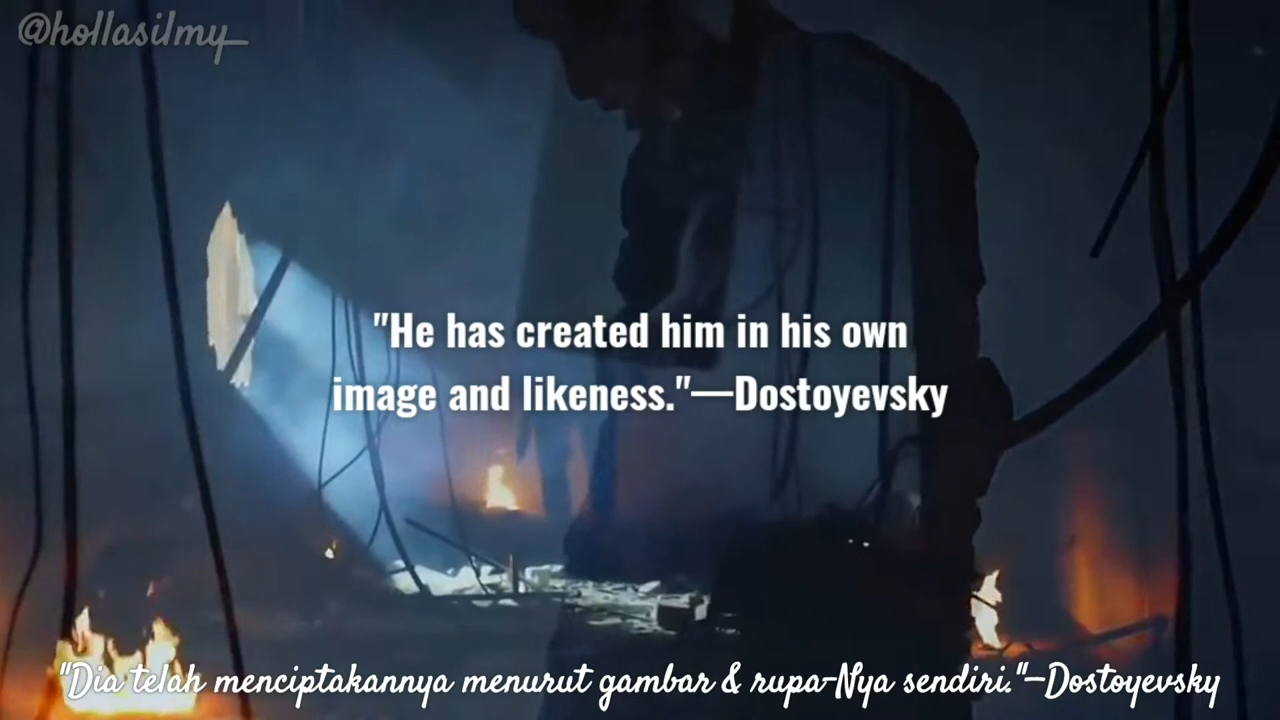 @hollasilmy_
"He has created him in his own
image and likeness."—Dostoyevsky
"Dia telah menciptakannya menurut gambar & rupa-Nya sendiri."—Dostoyevsky